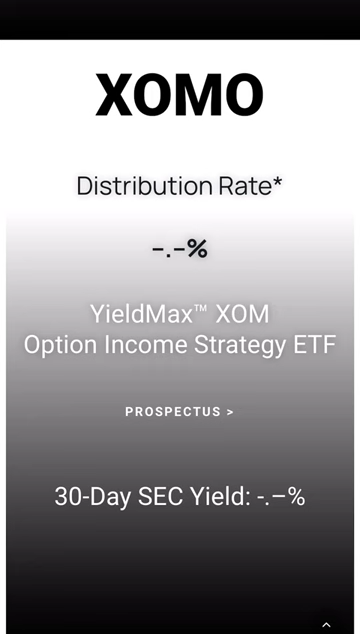 XOMO
Distribution Rate*
-.-%
YieldMax™ XOM
Option Income Strategy ETF
PROSPECTUS >
30-Day SEC Yield: -.–%